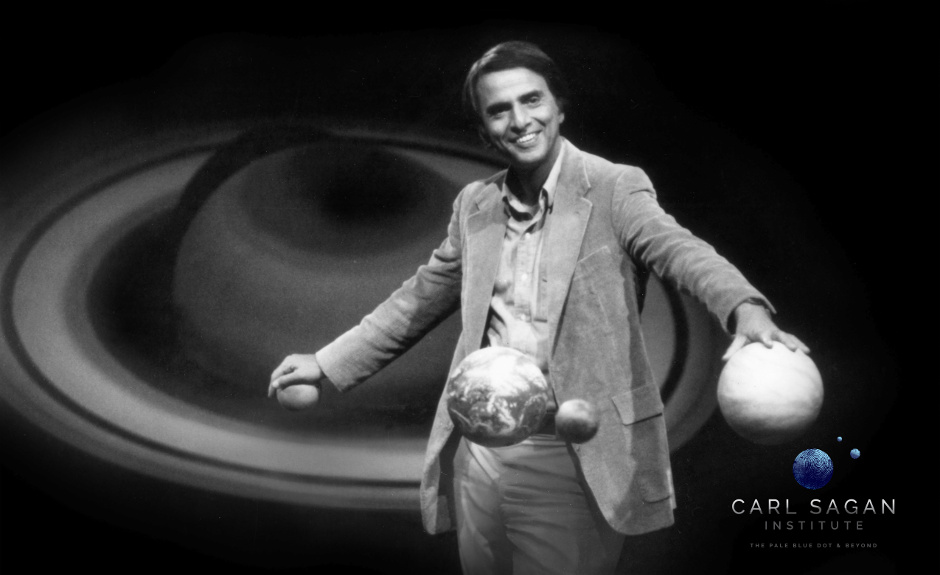 CARL SAGAN
INSTITUTE
THE PALE BLUE DOT & BEYOND